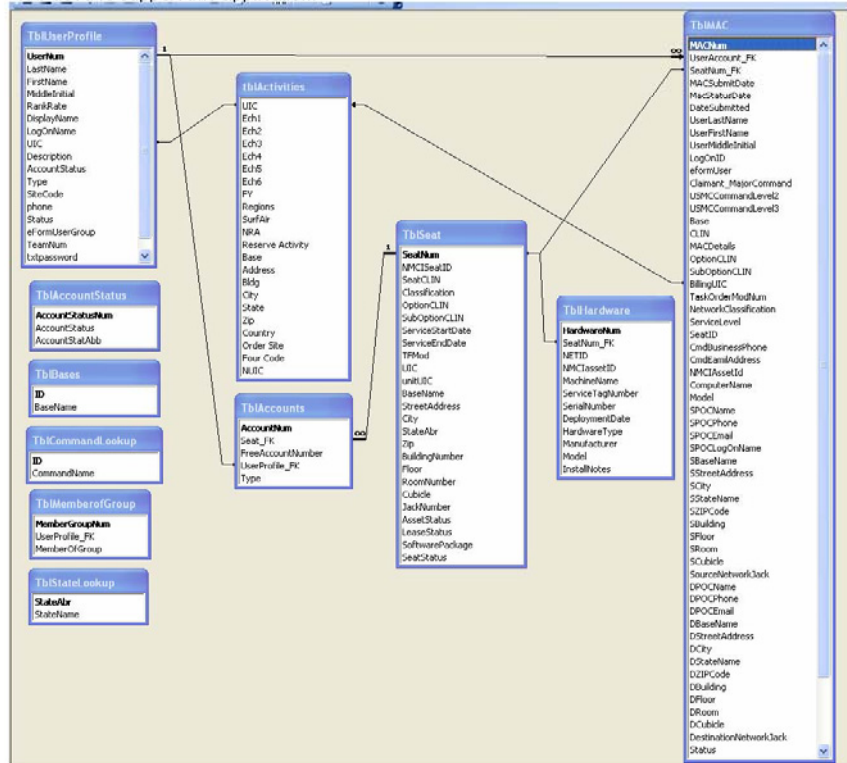 TblUserProfile
UserNum
LastName
FirstName
MiddleInitial
RankRate
DisplayName
LogOnName
UIC
Description
AccountStatus
Type
SiteCode
phone
Status
eFormUserGroup
TeamNum
txtpassword
TblAccountStatus
AccountStatusNum
AccountStatus
AccountStatAbb
TblBases
ID
BaseName
TblCommandLookup
ID
CommandName
TblMemberofGroup
MemberGroupNum
UserProfile_FK
MemberOfGroup
TblStateLookup
StateAbr
StateName
1
tblActivities
UIC
Ech1
Ech2
Ech3
Ech4
Ech5
Ech6
FY
Regions
SurfAir
NRA
Reserve Activity
Base
Address
Bldg
City
State
Zip
Country
Order Site
Four Code
NUIC
TblAccounts
AccountNum
Seat_FK
FreeAccountNumber
UserProfile_FK
Type
1
∞
TblSeat
SeatNum
NMCISeatID
SeatCLIN
Classification
OptionCLIN
SubOptionCLIN
ServiceStartDate
ServiceEndDate
TFMod
UIC
unitUIC
BaseName
StreetAddress
City
StateAbr
Zip
BuildingNumber
Floor
RoomNumber
Cubicle
JackNumber
AssetStatus
LeaseStatus
SoftwarePackage
SeatStatus
TblHardware
HardwareNum
SeatNum_FK
NETID
NMCIassetID
MachineName
ServiceTagNumber
SerialNumber
DeploymentDate
HardwareType
Manufacturer
Model
InstallNotes
∞
TblMAC
MACNum
UserAccount_FK
SeatNum_FK
MACSubmitDate
MacStatusDate
DateSubmitted
UserLastName
UserFirstName
UserMiddleInitial
LogOnID
eformUser
Claimant_MajorCommand
USMCCommandLevel2
USMCCommandLevel3
Base
CLIN
MACDetails
OptionCLIN
SubOptionCLIN
BillingUIC
TaskOrderModNum
NetworkClassification
ServiceLevel
SeatID
CmdBusinessPhone
CmdEamilAddress
NMCIAssetId
ComputerName
Model
SPOCName
SPOCPhone
SPOCEmail
SPOCLogOnName
SBaseName
SStreetAddress
SCity
SStateName
SZIPCode
SBuilding
SFloor
SRoom
SCubicle
SourceNetworkJack
DPOCName
DPOCPhone
DPOCEmail
DBaseName
DStreetAddress
DCity
DStateName
DZIPCode
DBuilding
DFloor
DRoom
DCubicle
DestinationNetworkJack
Status